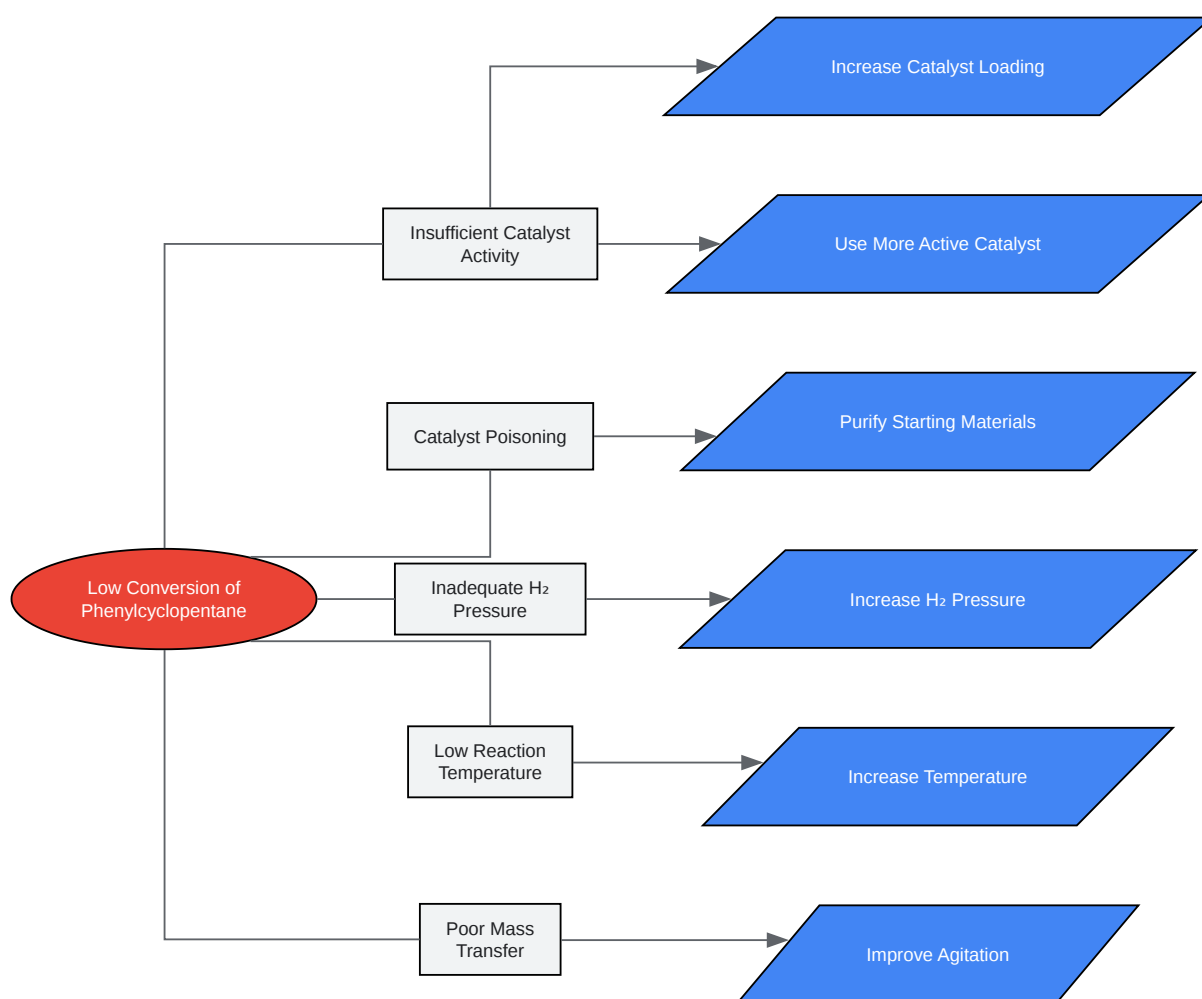 Increase Catalyst Loading
Insufficient Catalyst
Activity
Use More Active Catalyst
Catalyst Poisoning
Purify Starting Materials
Low Conversion of
Phenylcyclopentane
Inadequate H₂
Pressure
Increase H₂ Pressure
Low Reaction
Temperature
Increase Temperature
Poor Mass
Transfer
Improve Agitation